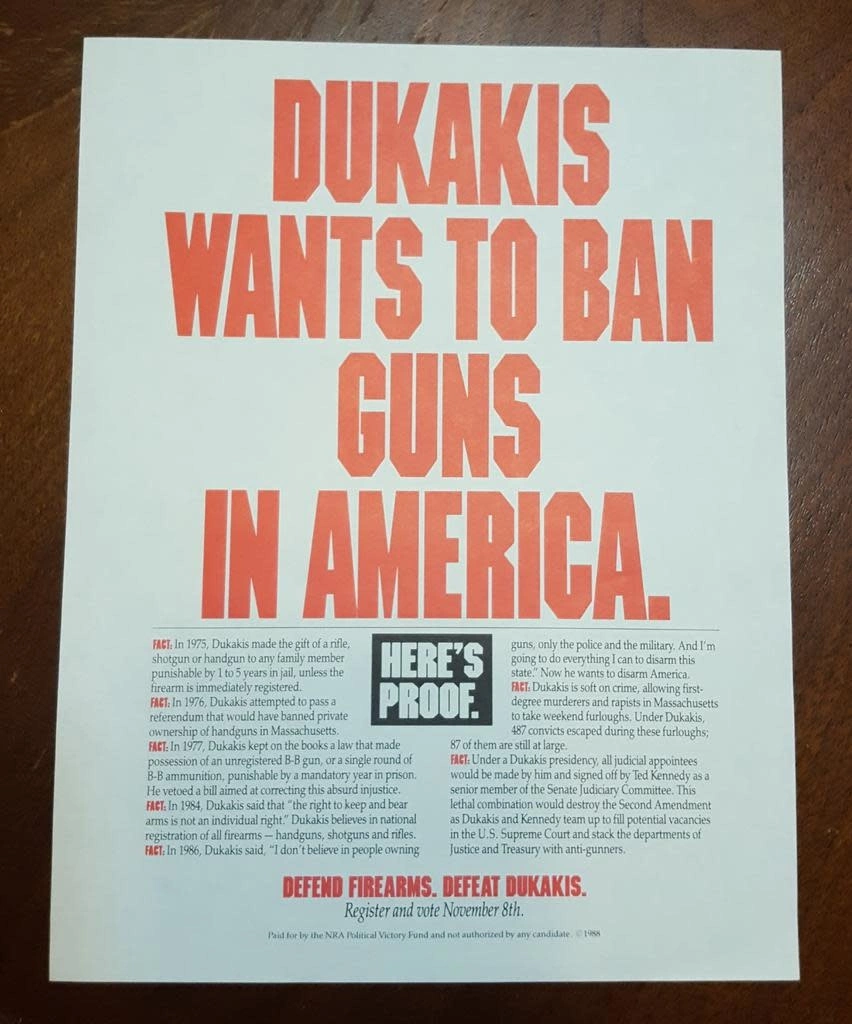 DUKAKIS
WANTS TO BAN
GUNS
IN AMERICA.
FACT: In 1975, Dukakis made the gift of a rifle,
shotgun or handgun to any family member
punishable by 1 to 5 years in jail, unless the
firearm is immediately registered.
FACT: In 1976, Dukakis attempted to pass a
referendum that would have banned private
ownership of handguns in Massachusetts.
FACT: In 1977, Dukakis kept on the books a law that made
possession of an unregistered B-B gun, or a single round of
B-B ammunition, punishable by a mandatory year in prison.
He vetoed a bill aimed at correcting this absurd injustice.
FACT: In 1984, Dukakis said that "the right to keep and bear
arms is not an individual right." Dukakis believes in national
registration of all firearms — handguns, shotguns and rifles.
FACT: In 1986, Dukakis said, "I don't believe in people owning
HERE'S
PROOF.
guns, only the police and the military. And I'm
going to do everything I can to disarm this
state." Now he wants to disarm America.
FACT: Dukakis is soft on crime, allowing first-
degree murderers and rapists in Massachusetts
to take weekend furloughs. Under Dukakis,
487 convicts escaped during these furloughs;
87 of them are still at large.
FACT: Under a Dukakis presidency, all judicial appointees
would be made by him and signed off by Ted Kennedy as a
senior member of the Senate Judiciary Committee. This
lethal combination would destroy the Second Amendment
as Dukakis and Kennedy team up to fill potential vacancies
in the U.S. Supreme Court and stack the departments of
Justice and Treasury with anti-gunners.
DEFEND FIREARMS. DEFEAT DUKAKIS.
Register and vote November 8th.
Paid for by the NRA Political Victory Fund and not authorized by any candidate. © 1988